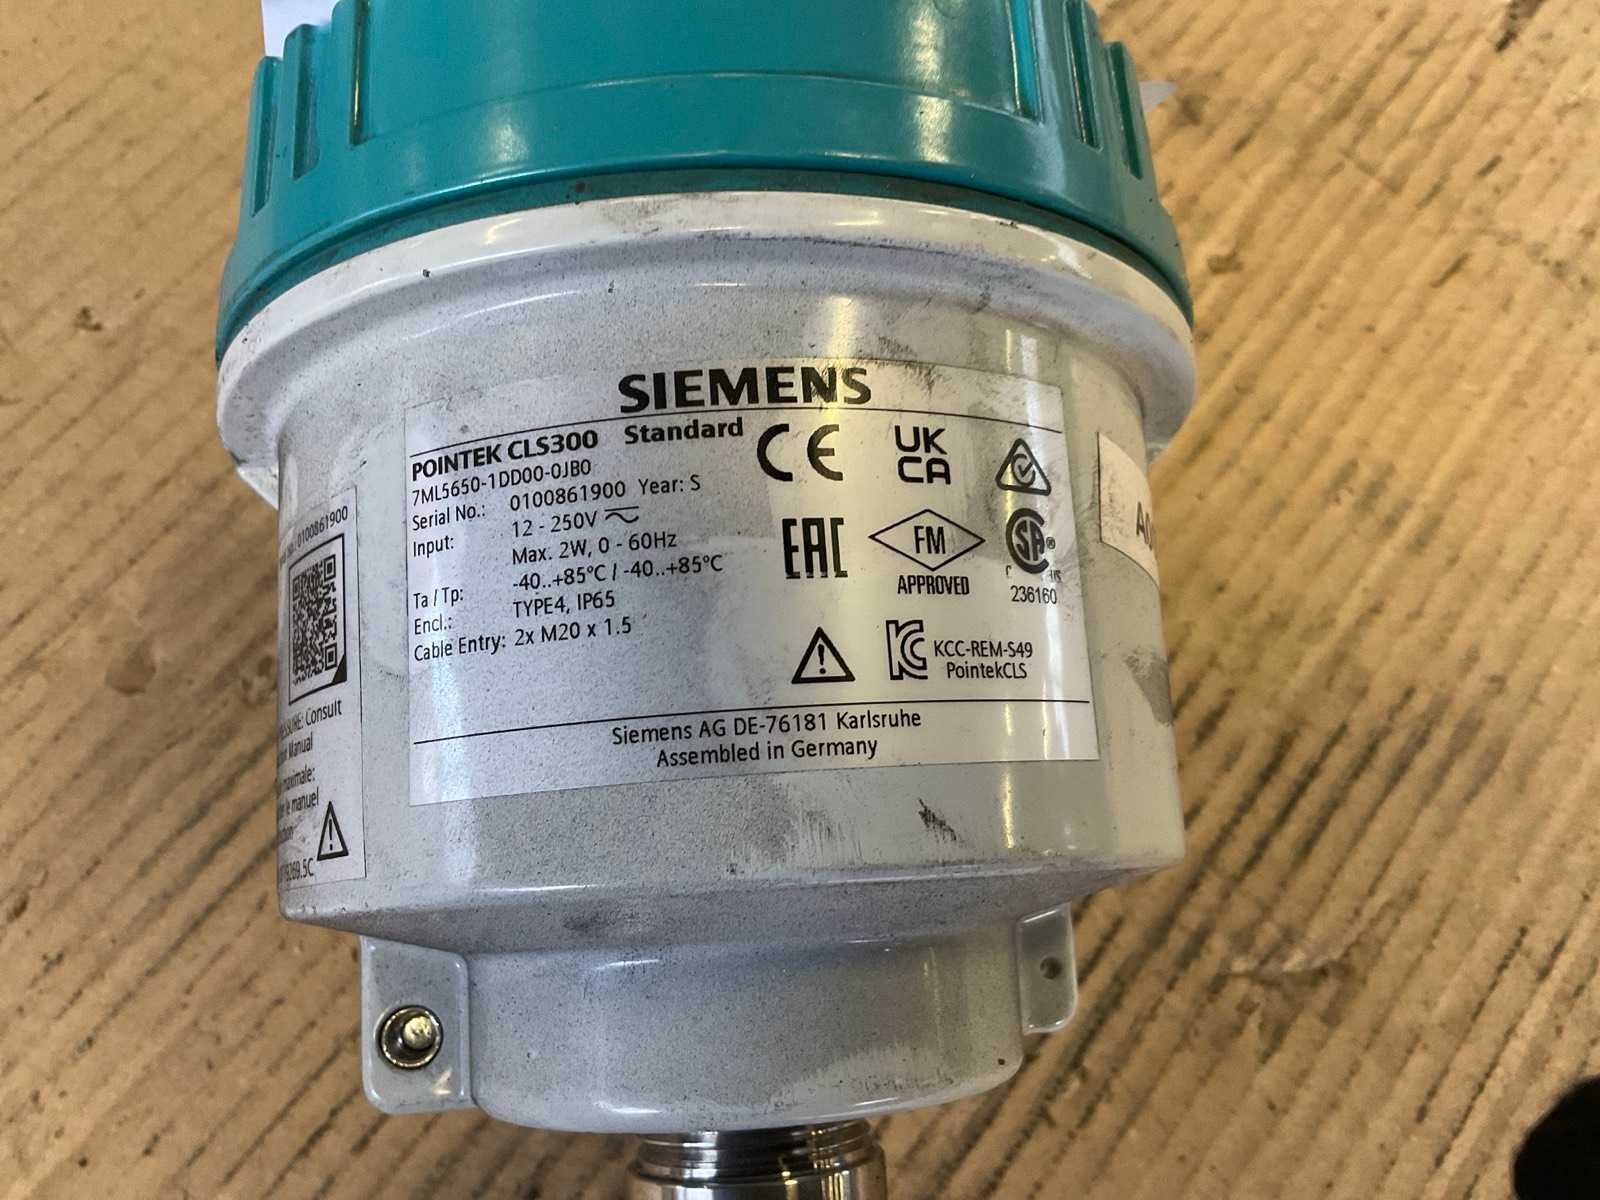 SIEMENS
POINTEK CLS300 Standard
7ML5650-1DD00-0JB0
Serial No.: 0100861900 Year: S
Input: 12 - 250V
Max. 2W, 0 - 60Hz
Ta / Tp: -40..+85°C / -40..+85°C
Encl.: TYPE4, IP65
Cable Entry: 2x M20 x 1.5
CE
UK
CA
EAC
FM
APPROVED
SA
236160
KCC-REM-S49
PointekCLS
Siemens AG DE-76181 Karlsruhe
Assembled in Germany
0100861900
Consult
Manual
maximale:
le manuel